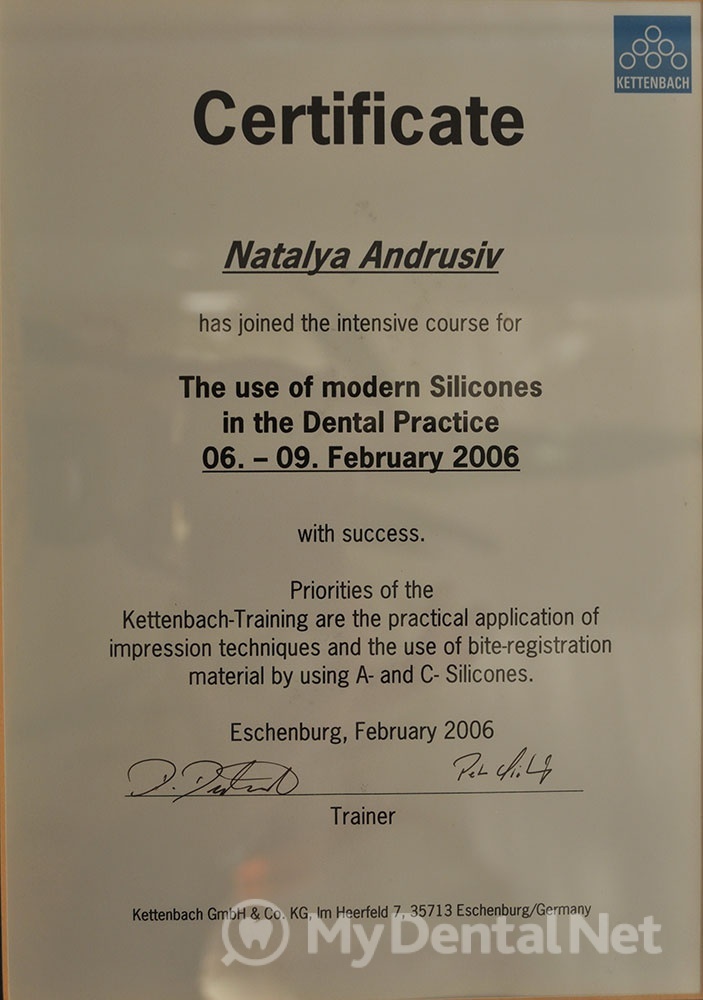 KETTENBACH
Certificate
Natalya Andrusiv
has joined the intensive course for
The use of modern Silicones
in the Dental Practice
06. – 09. February 2006
with success.
Priorities of the
Kettenbach-Training are the practical application of
impression techniques and the use of bite-registration
material by using A- and C- Silicones.
Eschenburg, February 2006
Trainer
Kettenbach GmbH & Co. KG, Im Heerfeld 7, 35713 Eschenburg/Germany
MyDentalNet